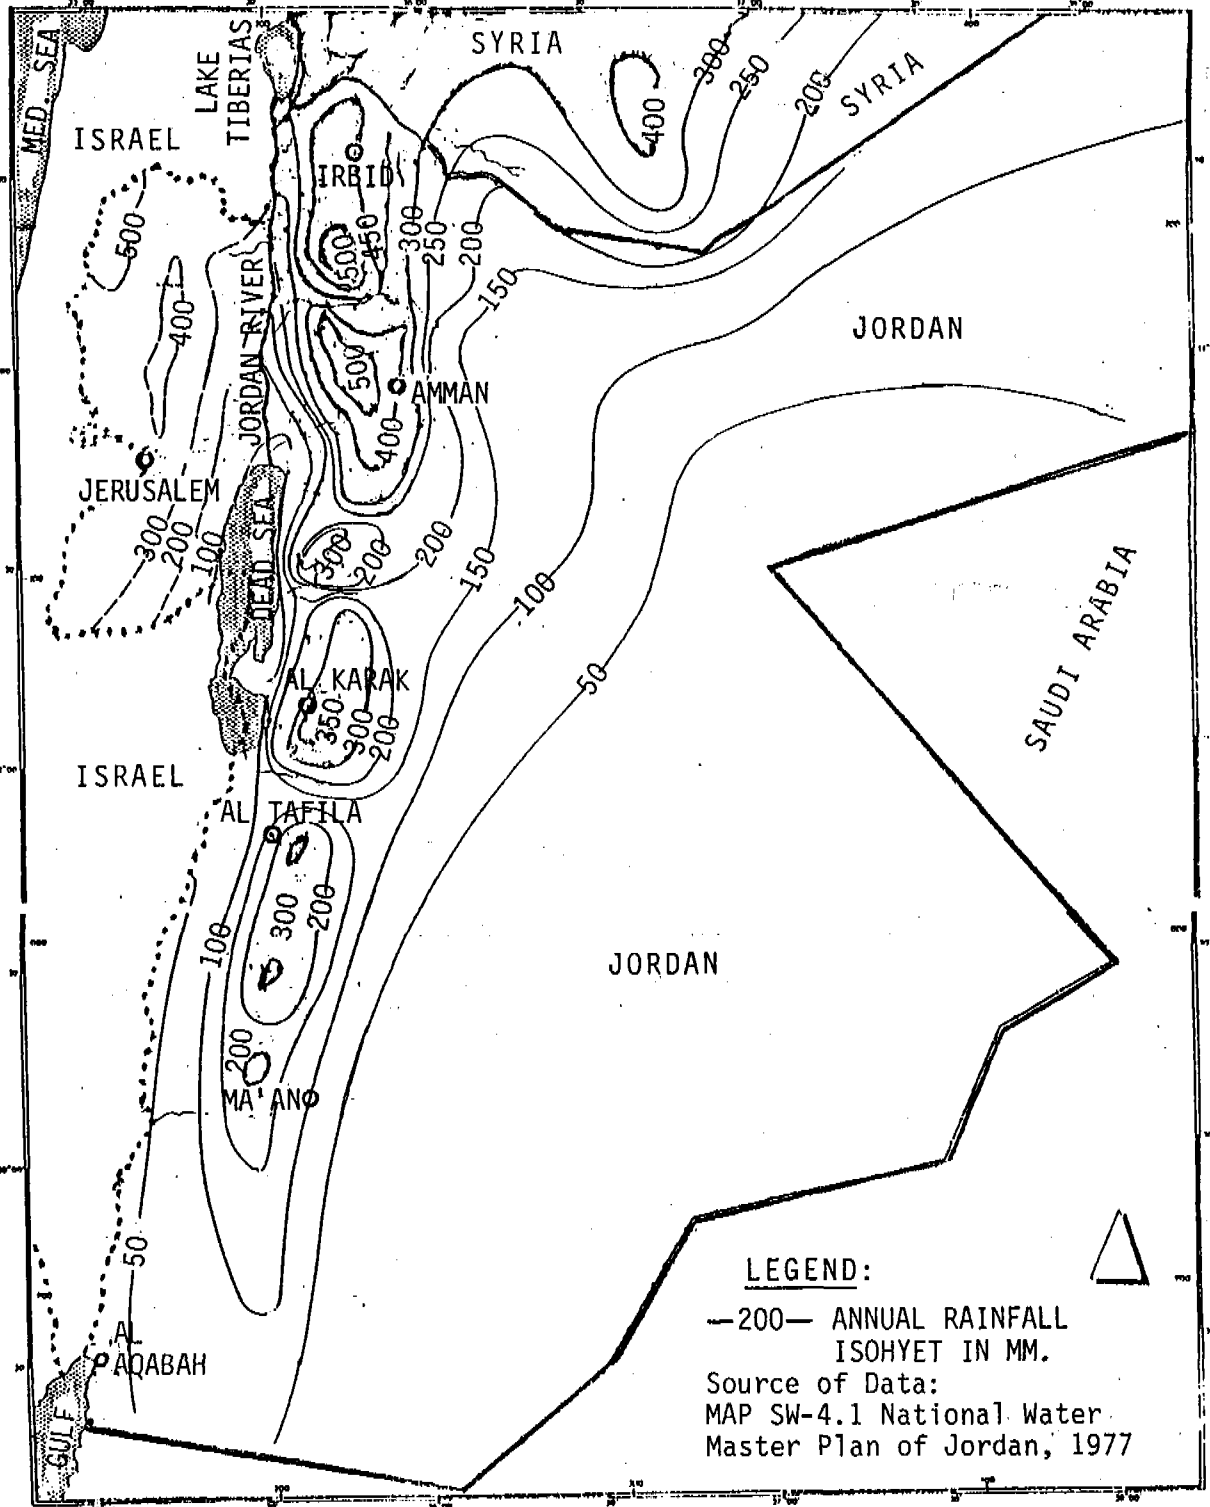 SYRIA
MED. SEA
LAKE
TIBERIAS
300
250
200
SYRIA
400
ISRAEL
IRBID
500
450
300
250
200
500
150
400
JORDAN RIVER
JORDAN
500
AMMAN
400
JERUSALEM
300
200
100
DEAD SEA
300
200
200
150
100
SAUDI ARABIA
50
AL KARAK
350
300
200
ISRAEL
AL TAFILA
300
200
100
JORDAN
200
MA'AN
50
AL
AQABAH
GULF
LEGEND:
—200— ANNUAL RAINFALL
ISOHYET IN MM.
Source of Data:
MAP SW-4.1 National Water
Master Plan of Jordan, 1977